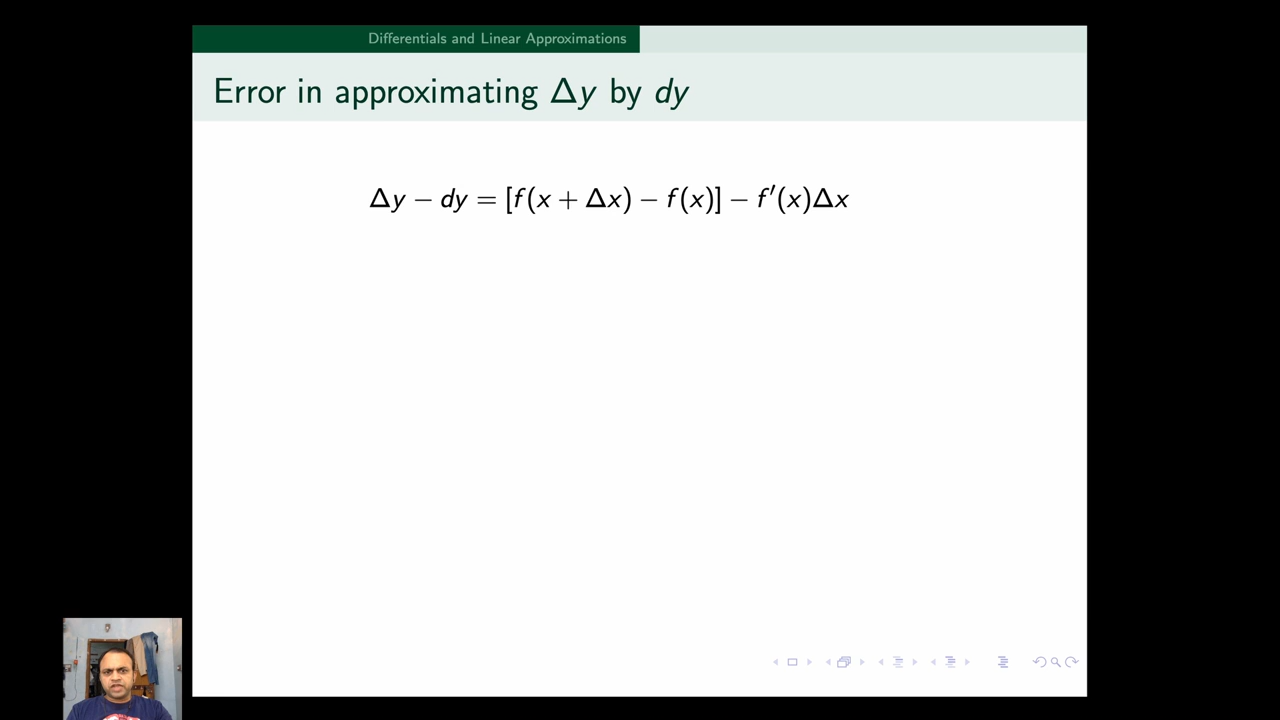 Differentials and Linear Approximations
Error in approximating Δy by dy
Δy − dy = [f(x + Δx) − f(x)] − f′(x)Δx